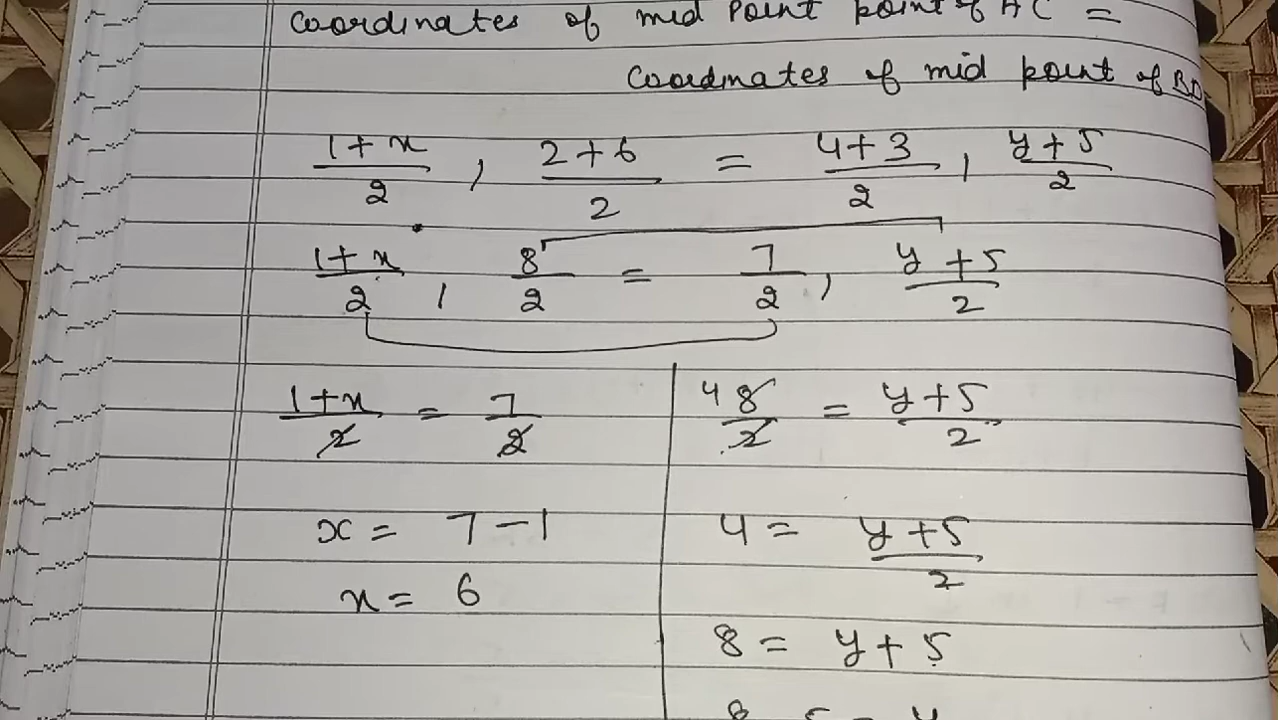 Coordinates of mid Point point of AC =
Coordinates of mid point of BD
1+x/2 , 2+6/2 = 4+3/2 , y+5/2
1+x/2 , 8/2 = 7/2 , y+5/2
1+x/2 = 7/2
x = 7-1
x = 6
4 8/2 = y+5/2
4 = y+5/2
8 = y+5